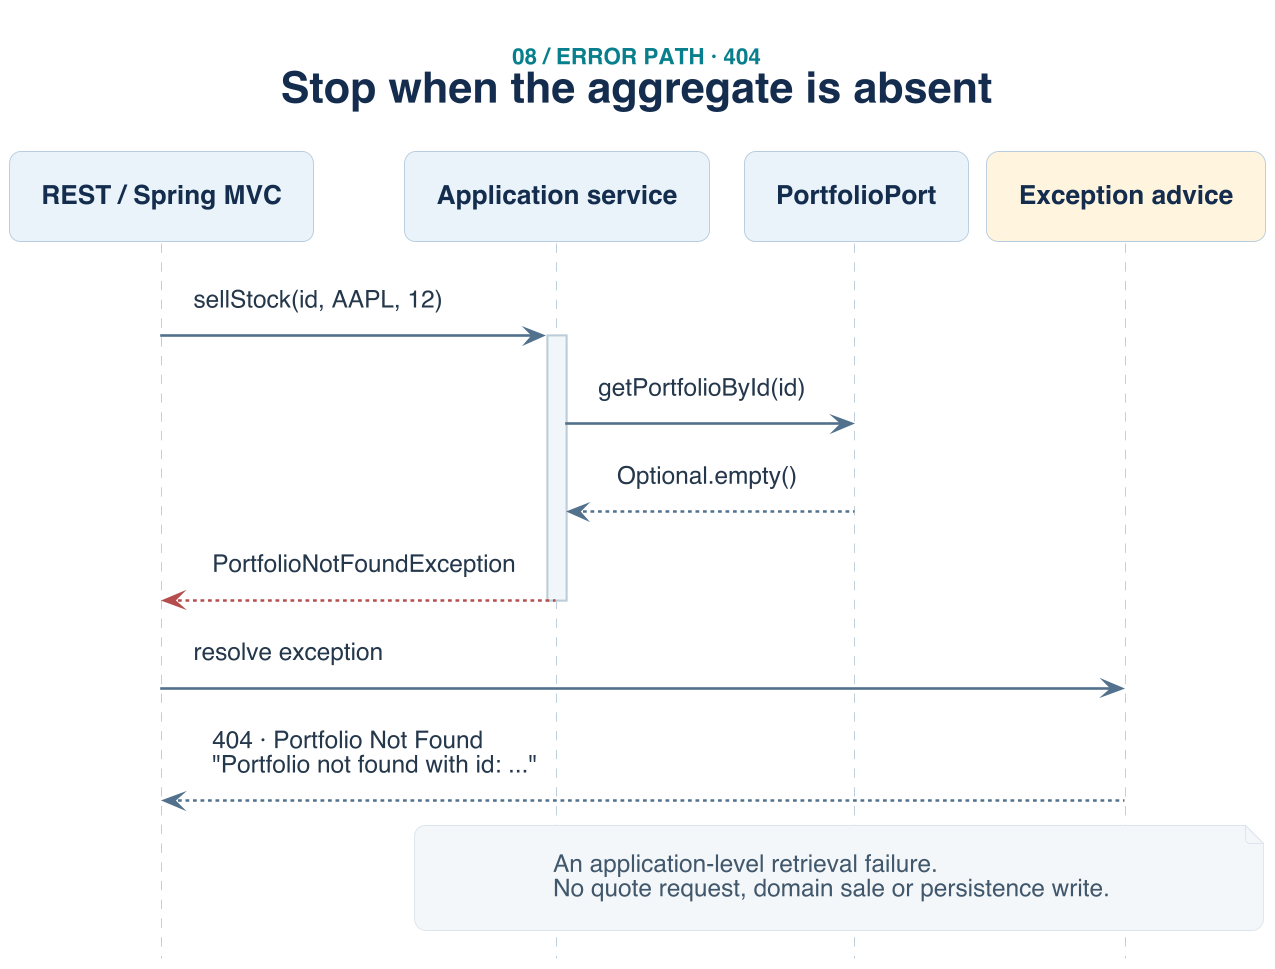 08 / ERROR PATH · 404
Stop when the aggregate is absent
REST / Spring MVC
Application service
PortfolioPort
Exception advice
sellStock(id, AAPL, 12)
getPortfolioById(id)
Optional.empty()
PortfolioNotFoundException
resolve exception
404 · Portfolio Not Found
"Portfolio not found with id: ..."
An application-level retrieval failure.
No quote request, domain sale or persistence write.